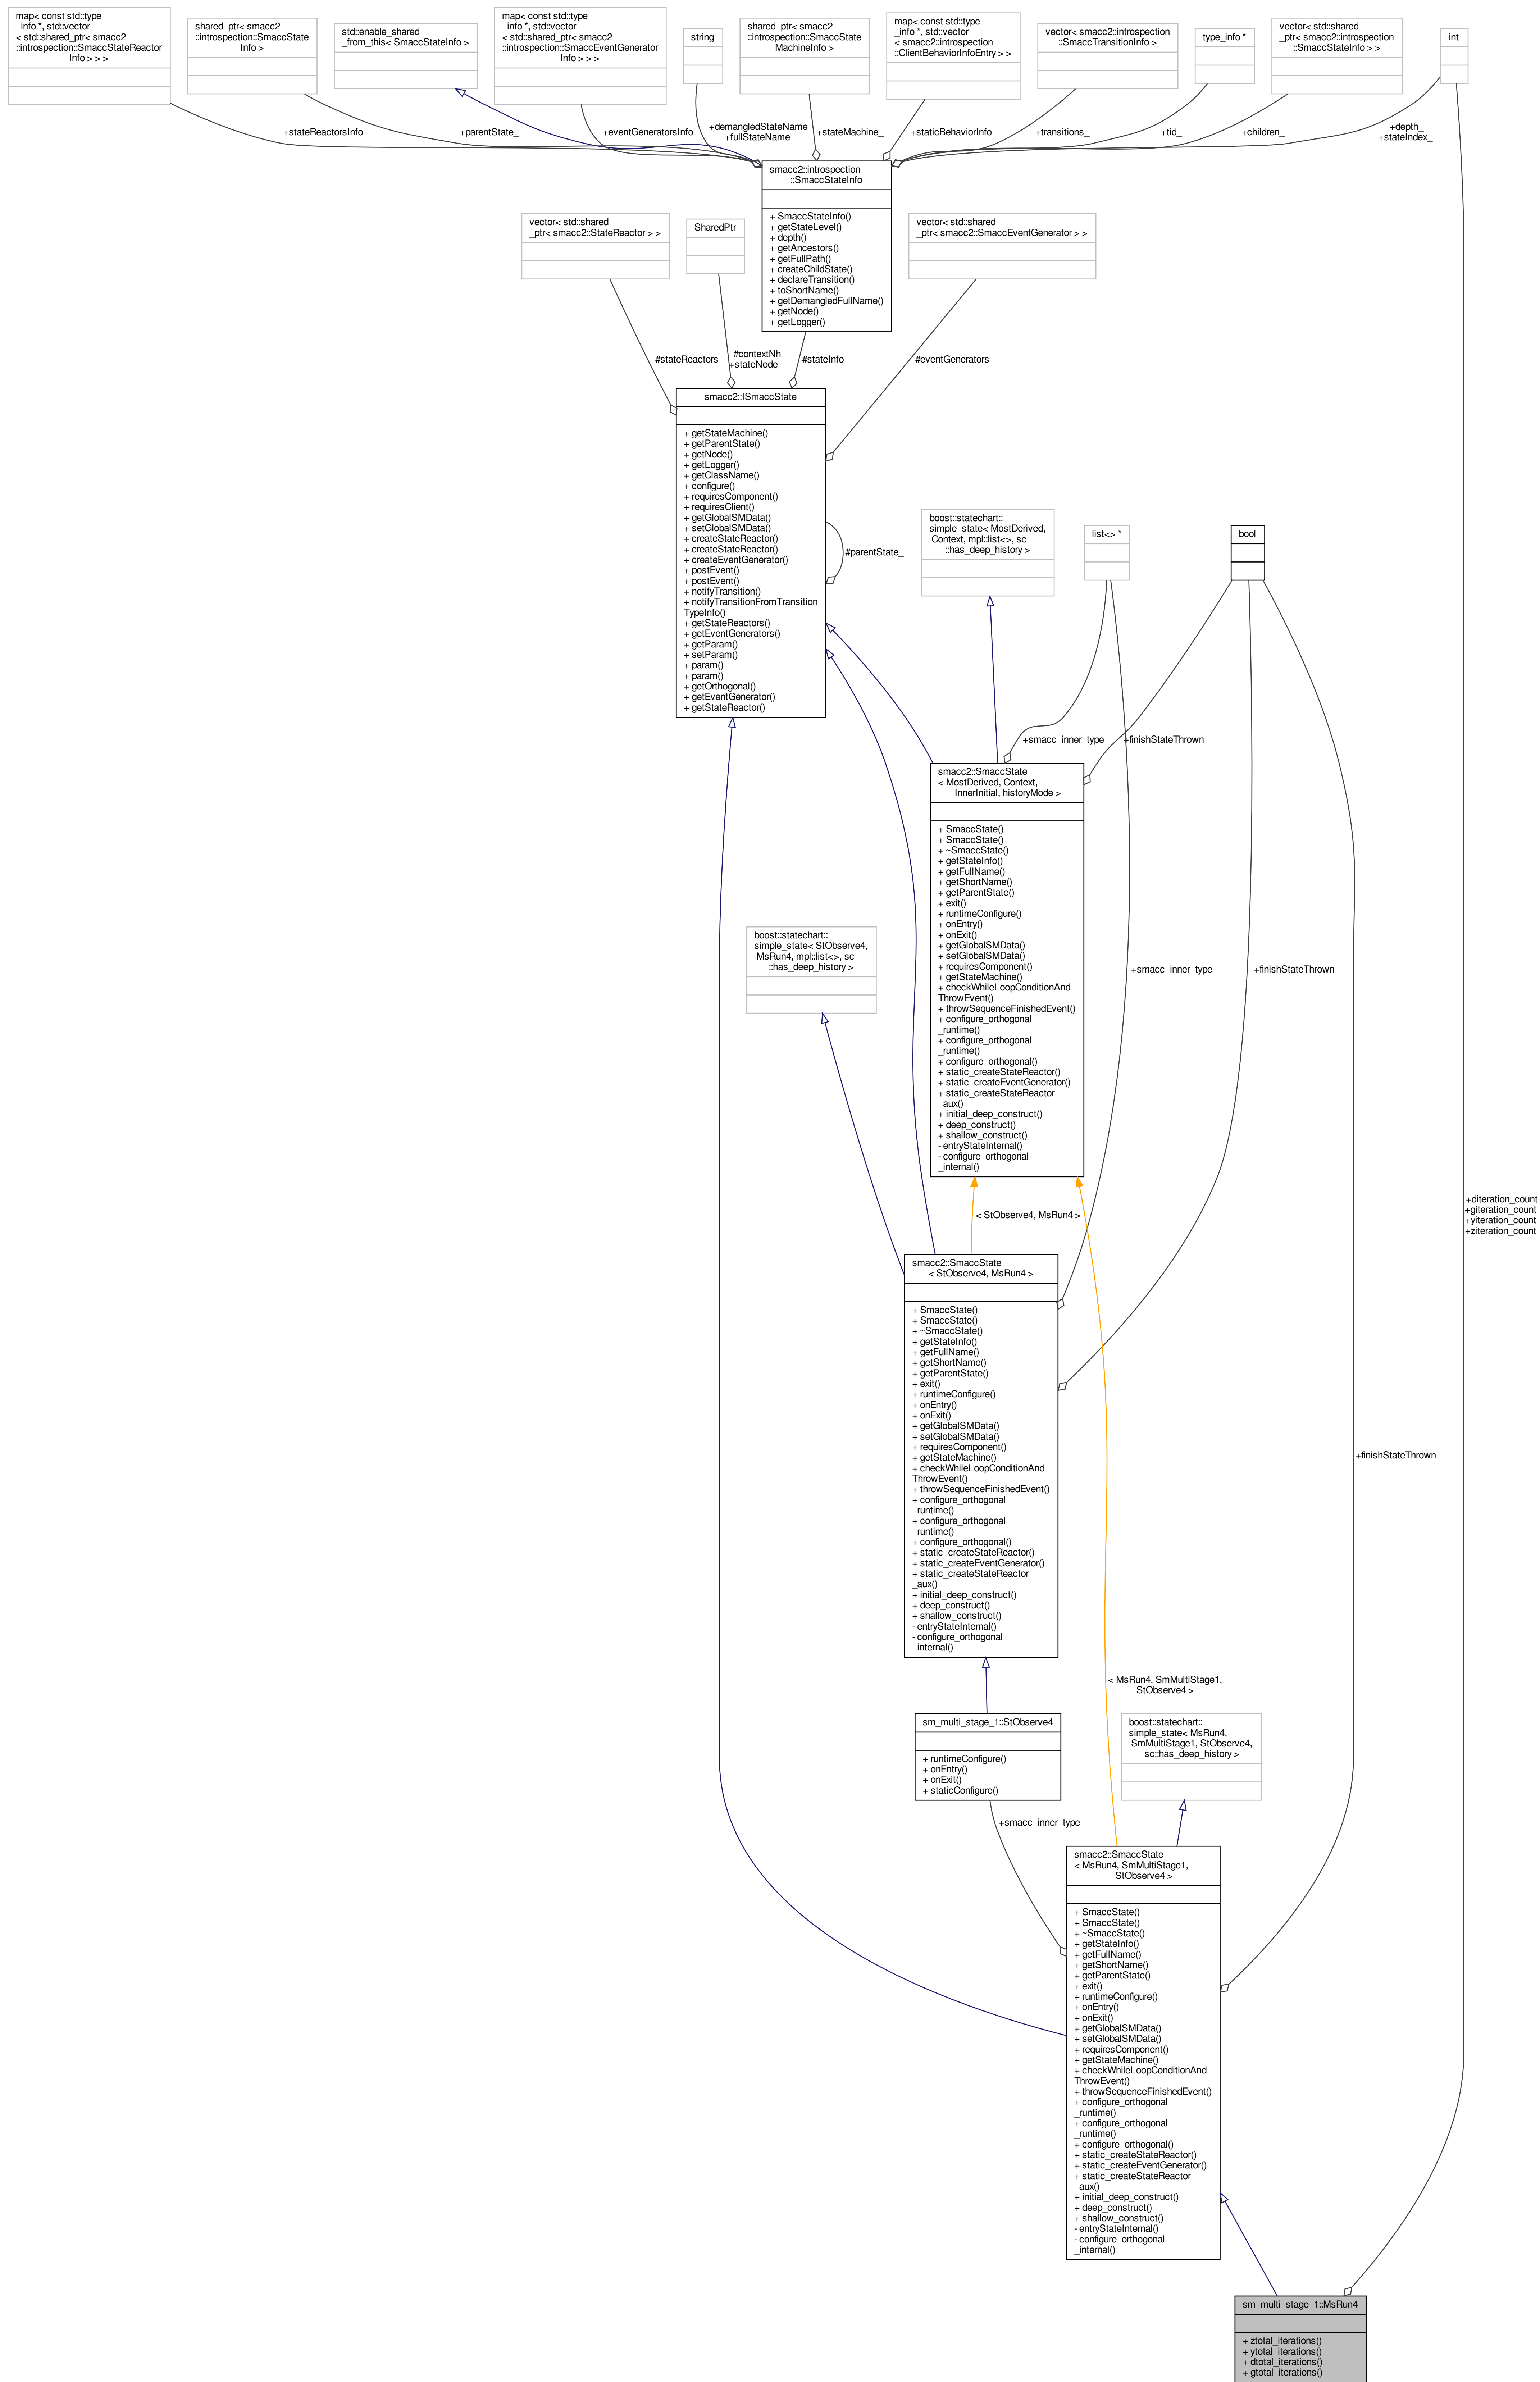 map< const std::type
_info *, std::vector
< std::shared_ptr< smacc2
::introspection::SmaccStateReactor
Info > > >
shared_ptr< smacc2
::introspection::SmaccState
Info >
std::enable_shared
_from_this< SmaccStateInfo >
map< const std::type
_info *, std::vector
< std::shared_ptr< smacc2
::introspection::SmaccEventGenerator
Info > > >
string
shared_ptr< smacc2
::introspection::SmaccState
MachineInfo >
map< const std::type
_info *, std::vector
< smacc2::introspection
::ClientBehaviorInfoEntry > >
vector< smacc2::introspection
::SmaccTransitionInfo >
type_info *
vector< std::shared
_ptr< smacc2::introspection
::SmaccStateInfo > >
int
+stateReactorsInfo
+parentState_
+eventGeneratorsInfo
+demangledStateName
+fullStateName
+stateMachine_
+staticBehaviorInfo
+transitions_
+tid_
+children_
+depth_
+stateIndex_
smacc2::introspection
::SmaccStateInfo
+ SmaccStateInfo()
+ getStateLevel()
+ depth()
+ getAncestors()
+ getFullPath()
+ createChildState()
+ declareTransition()
+ toShortName()
+ getDemangledFullName()
+ getNode()
+ getLogger()
vector< std::shared
_ptr< smacc2::StateReactor > >
SharedPtr
vector< std::shared
_ptr< smacc2::SmaccEventGenerator > >
#stateReactors_
#contextNh
+stateNode_
#stateInfo_
#eventGenerators_
smacc2::ISmaccState
+ getStateMachine()
+ getParentState()
+ getNode()
+ getLogger()
+ getClassName()
+ configure()
+ requiresComponent()
+ requiresClient()
+ getGlobalSMData()
+ setGlobalSMData()
+ createStateReactor()
+ createStateReactor()
+ createEventGenerator()
+ postEvent()
+ postEvent()
+ notifyTransition()
+ notifyTransitionFromTransition
TypeInfo()
+ getStateReactors()
+ getEventGenerators()
+ getParam()
+ setParam()
+ param()
+ param()
+ getOrthogonal()
+ getEventGenerator()
+ getStateReactor()
#parentState_
boost::statechart::
simple_state< MostDerived,
Context, mpl::list<>, sc
::has_deep_history >
list<> *
bool
+smacc_inner_type
+finishStateThrown
smacc2::SmaccState
< MostDerived, Context,
InnerInitial, historyMode >
+ SmaccState()
+ SmaccState()
+ ~SmaccState()
+ getStateInfo()
+ getFullName()
+ getShortName()
+ getParentState()
+ exit()
+ runtimeConfigure()
+ onEntry()
+ onExit()
+ getGlobalSMData()
+ setGlobalSMData()
+ requiresComponent()
+ getStateMachine()
+ checkWhileLoopConditionAnd
ThrowEvent()
+ throwSequenceFinishedEvent()
+ configure_orthogonal
_runtime()
+ configure_orthogonal
_runtime()
+ configure_orthogonal()
+ static_createStateReactor()
+ static_createEventGenerator()
+ static_createStateReactor
_aux()
+ initial_deep_construct()
+ deep_construct()
+ shallow_construct()
- entryStateInternal()
- configure_orthogonal
_internal()
boost::statechart::
simple_state< StObserve4,
MsRun4, mpl::list<>, sc
::has_deep_history >
+smacc_inner_type
+finishStateThrown
+diteration_count
+giteration_count
+yiteration_count
+ziteration_count
< StObserve4, MsRun4 >
smacc2::SmaccState
< StObserve4, MsRun4 >
+ SmaccState()
+ SmaccState()
+ ~SmaccState()
+ getStateInfo()
+ getFullName()
+ getShortName()
+ getParentState()
+ exit()
+ runtimeConfigure()
+ onEntry()
+ onExit()
+ getGlobalSMData()
+ setGlobalSMData()
+ requiresComponent()
+ getStateMachine()
+ checkWhileLoopConditionAnd
ThrowEvent()
+ throwSequenceFinishedEvent()
+ configure_orthogonal
_runtime()
+ configure_orthogonal
_runtime()
+ configure_orthogonal()
+ static_createStateReactor()
+ static_createEventGenerator()
+ static_createStateReactor
_aux()
+ initial_deep_construct()
+ deep_construct()
+ shallow_construct()
- entryStateInternal()
- configure_orthogonal
_internal()
+finishStateThrown
< MsRun4, SmMultiStage1,
StObserve4 >
sm_multi_stage_1::StObserve4
+ runtimeConfigure()
+ onEntry()
+ onExit()
+ staticConfigure()
boost::statechart::
simple_state< MsRun4,
SmMultiStage1, StObserve4,
sc::has_deep_history >
+smacc_inner_type
smacc2::SmaccState
< MsRun4, SmMultiStage1,
StObserve4 >
+ SmaccState()
+ SmaccState()
+ ~SmaccState()
+ getStateInfo()
+ getFullName()
+ getShortName()
+ getParentState()
+ exit()
+ runtimeConfigure()
+ onEntry()
+ onExit()
+ getGlobalSMData()
+ setGlobalSMData()
+ requiresComponent()
+ getStateMachine()
+ checkWhileLoopConditionAnd
ThrowEvent()
+ throwSequenceFinishedEvent()
+ configure_orthogonal
_runtime()
+ configure_orthogonal
_runtime()
+ configure_orthogonal()
+ static_createStateReactor()
+ static_createEventGenerator()
+ static_createStateReactor
_aux()
+ initial_deep_construct()
+ deep_construct()
+ shallow_construct()
- entryStateInternal()
- configure_orthogonal
_internal()
sm_multi_stage_1::MsRun4
+ ztotal_iterations()
+ ytotal_iterations()
+ dtotal_iterations()
+ gtotal_iterations()